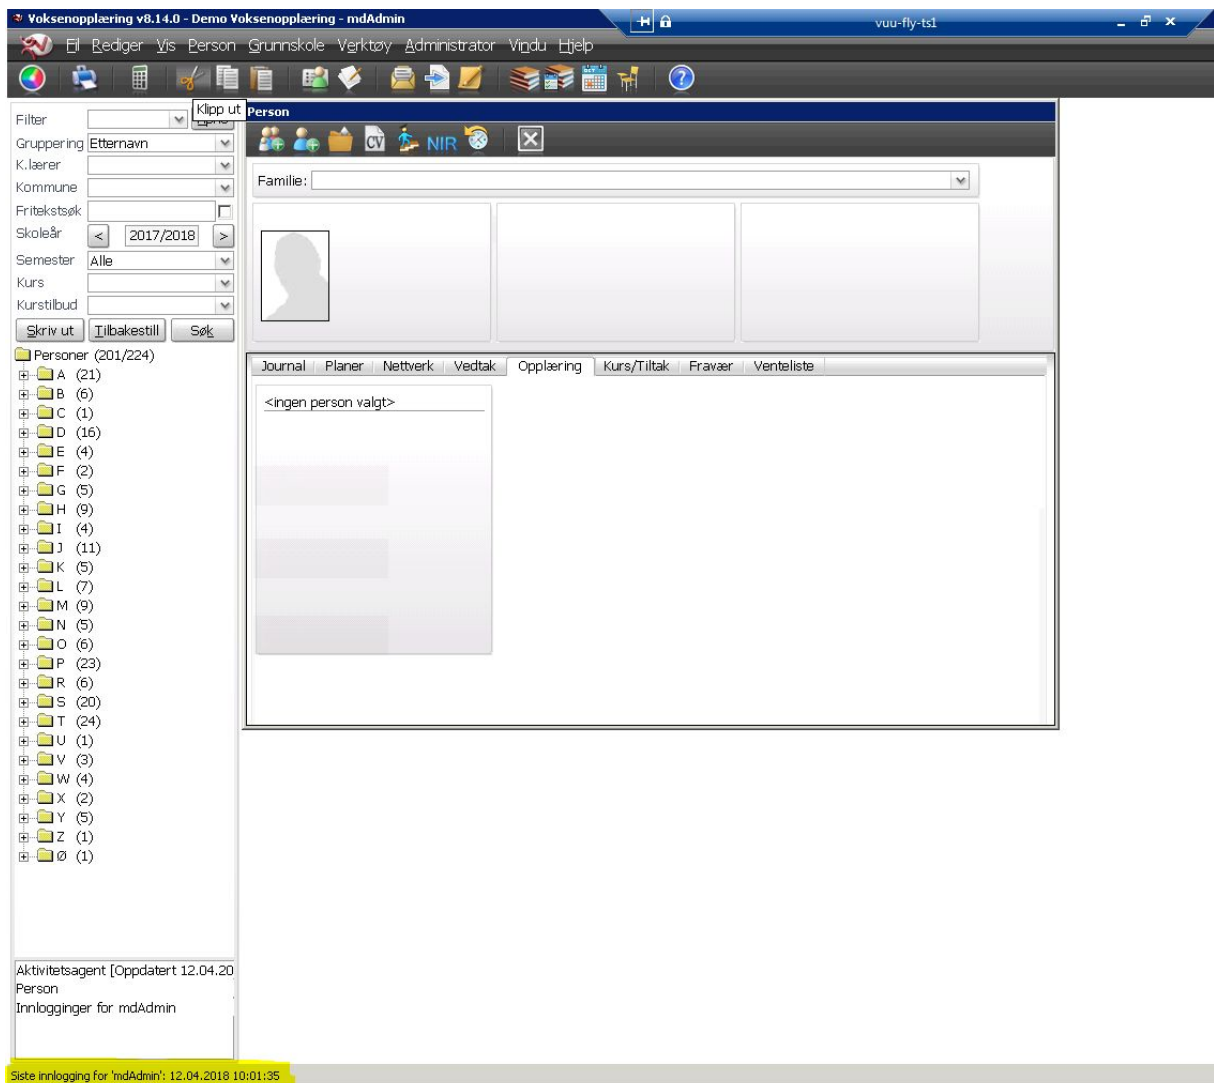 Voksenopplæring v8.14.0 - Demo Voksenopplæring - mdAdmin
vuu-fly-ts1
Fil Rediger Vis Person Grunnskole Verktøy Administrator Vindu Hjelp
Klipp ut
Filter
Gruppering Etternavn
K.lærer
Kommune
Fritekstsøk
Skoleår < 2017/2018 >
Semester Alle
Kurs
Kurstilbud
Skriv ut Tilbakestill Søk
Personer (201/224)
A (21)
B (6)
C (1)
D (16)
E (4)
F (2)
G (5)
H (9)
I (4)
J (11)
K (5)
L (7)
M (9)
N (5)
O (6)
P (23)
R (6)
S (20)
T (24)
U (1)
V (3)
W (4)
X (2)
Y (5)
Z (1)
Ø (1)
Person
CV NIR
Familie:
Journal Planer Nettverk Vedtak Opplæring Kurs/Tiltak Fravær Venteliste
<ingen person valgt>
Aktivitetsagent [Oppdatert 12.04.20
Person
Innlogginger for mdAdmin
Siste innlogging for 'mdAdmin': 12.04.2018 10:01:35